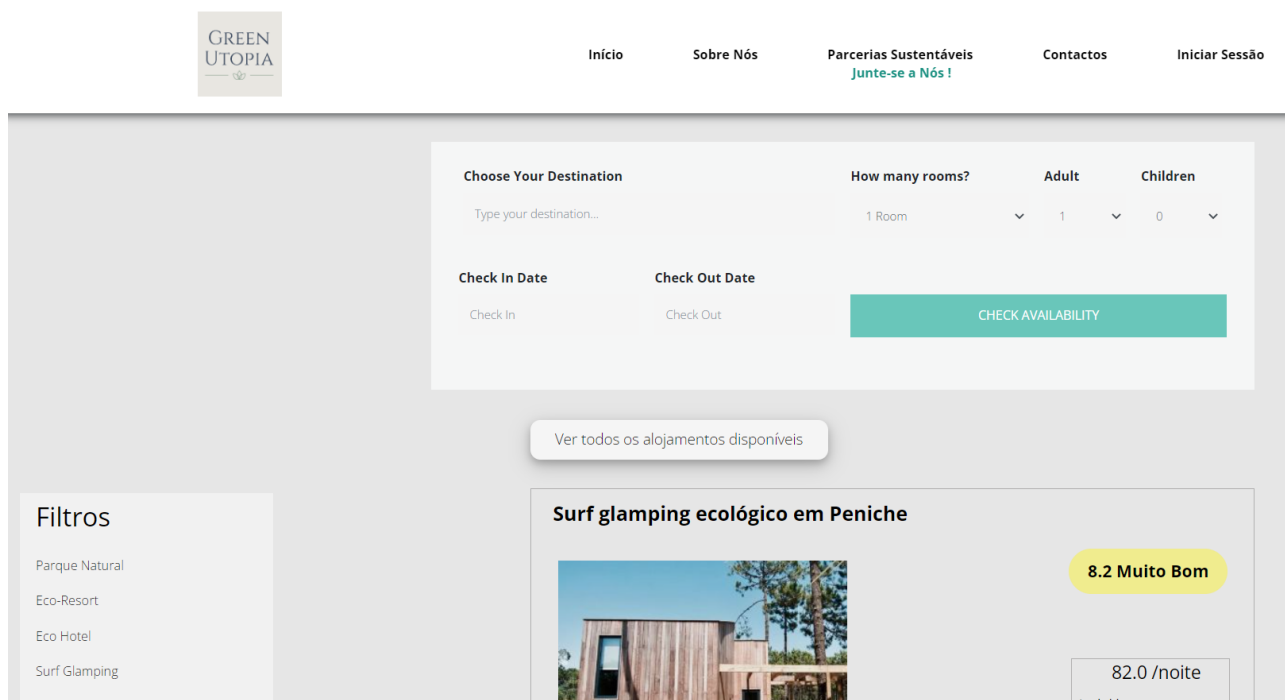 GREEN
UTOPIA
Início
Sobre Nós
Parcerias Sustentáveis
Junte-se a Nós !
Contactos
Iniciar Sessão
Choose Your Destination
How many rooms?
Adult
Children
Type your destination...
1 Room
1
0
Check In Date
Check Out Date
Check In
Check Out
CHECK AVAILABILITY
Ver todos os alojamentos disponíveis
Filtros
Parque Natural
Eco-Resort
Eco Hotel
Surf Glamping
Surf glamping ecológico em Peniche
8.2 Muito Bom
82.0 /noite